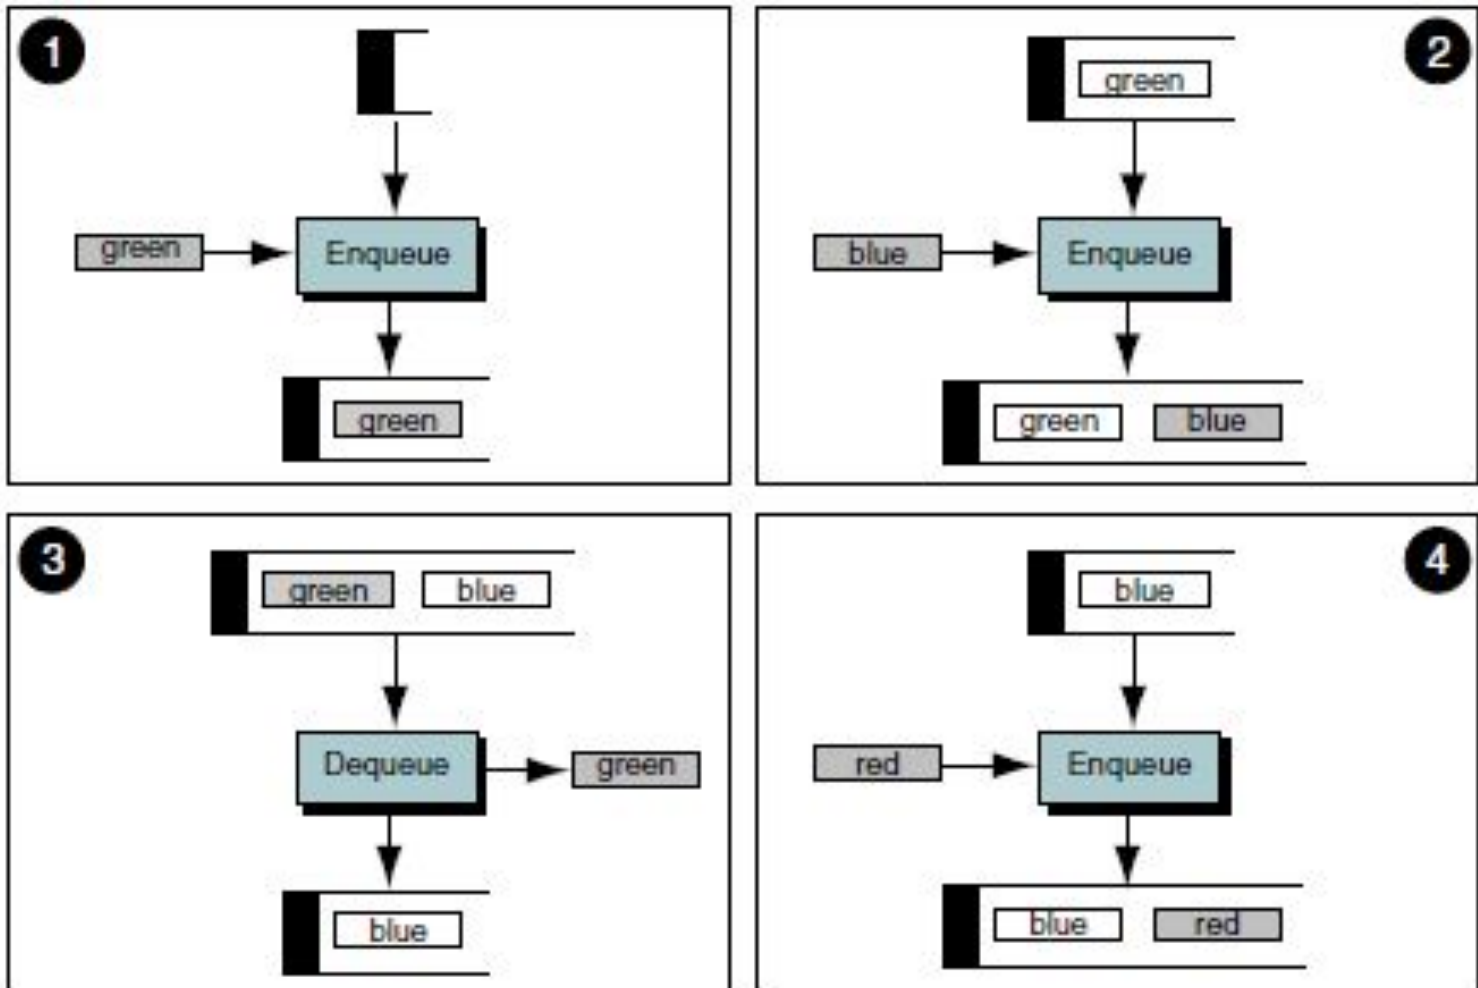 1
green
Enqueue
green
2
green
blue
Enqueue
green blue
3
green blue
Dequeue
green
blue
4
blue
red
Enqueue
blue red